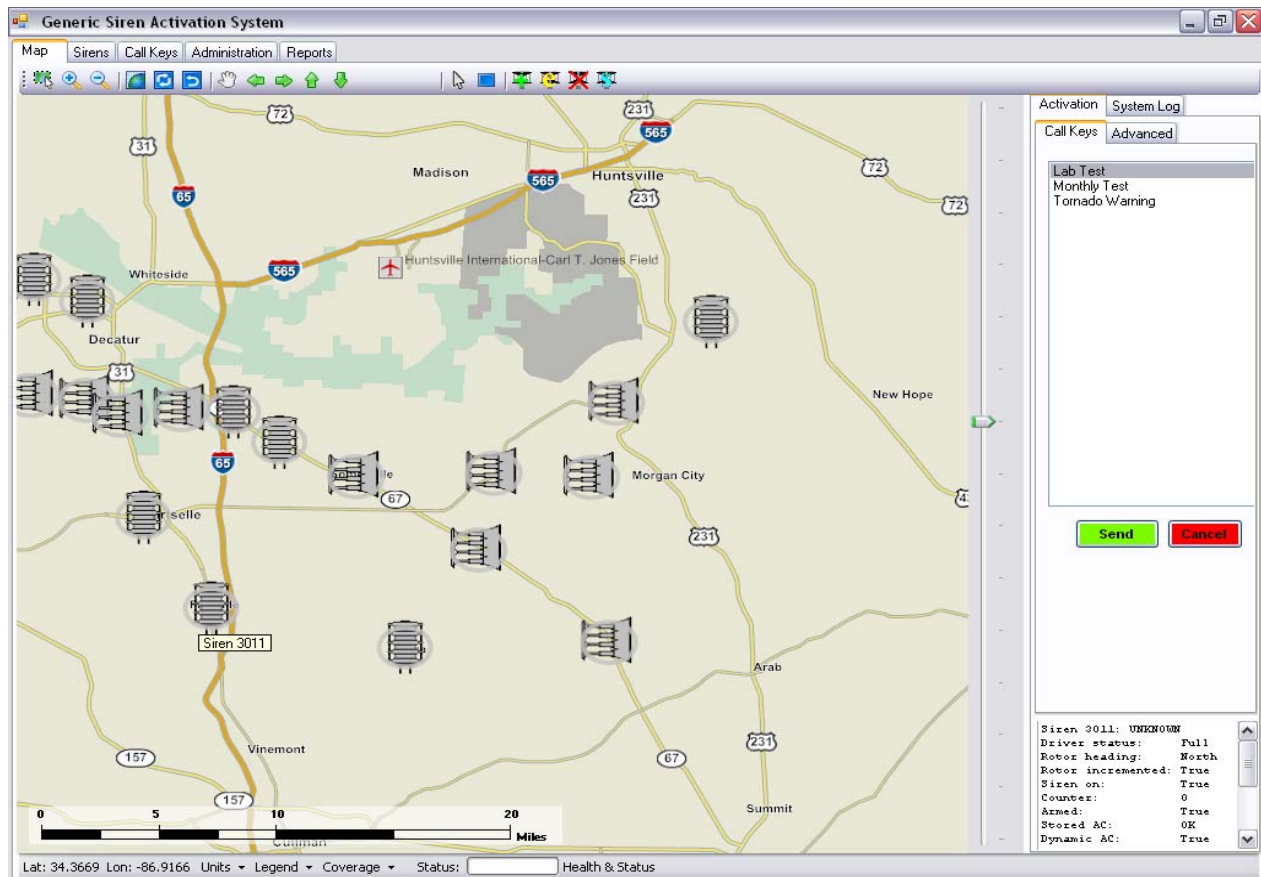 Generic Siren Activation System
Map Sirens Call Keys Administration Reports
Activation System Log
Call Keys Advanced
Lab Test
Monthly Test
Tornado Warning
Send Cancel
72
231
565
31
Madison
565
Huntsville
72
65
231
72
Huntsville International-Carl T. Jones Field
Whiteside
565
Decatur
31
New Hope
65
Morgan City
67
231
Siren 3011
Arab
Vinemont
231
157
67
157
Summit
0 5 10 20
Miles
Cullman
Siren 3011: UNKNOWN
Driver status: Full
Rotor heading: North
Rotor incremented: True
Siren on: True
Counter: 0
Armed: True
Stored AC: OK
Dynamic AC: True
Lat: 34.3669 Lon: -86.9166 Units Legend Coverage Status: Health & Status